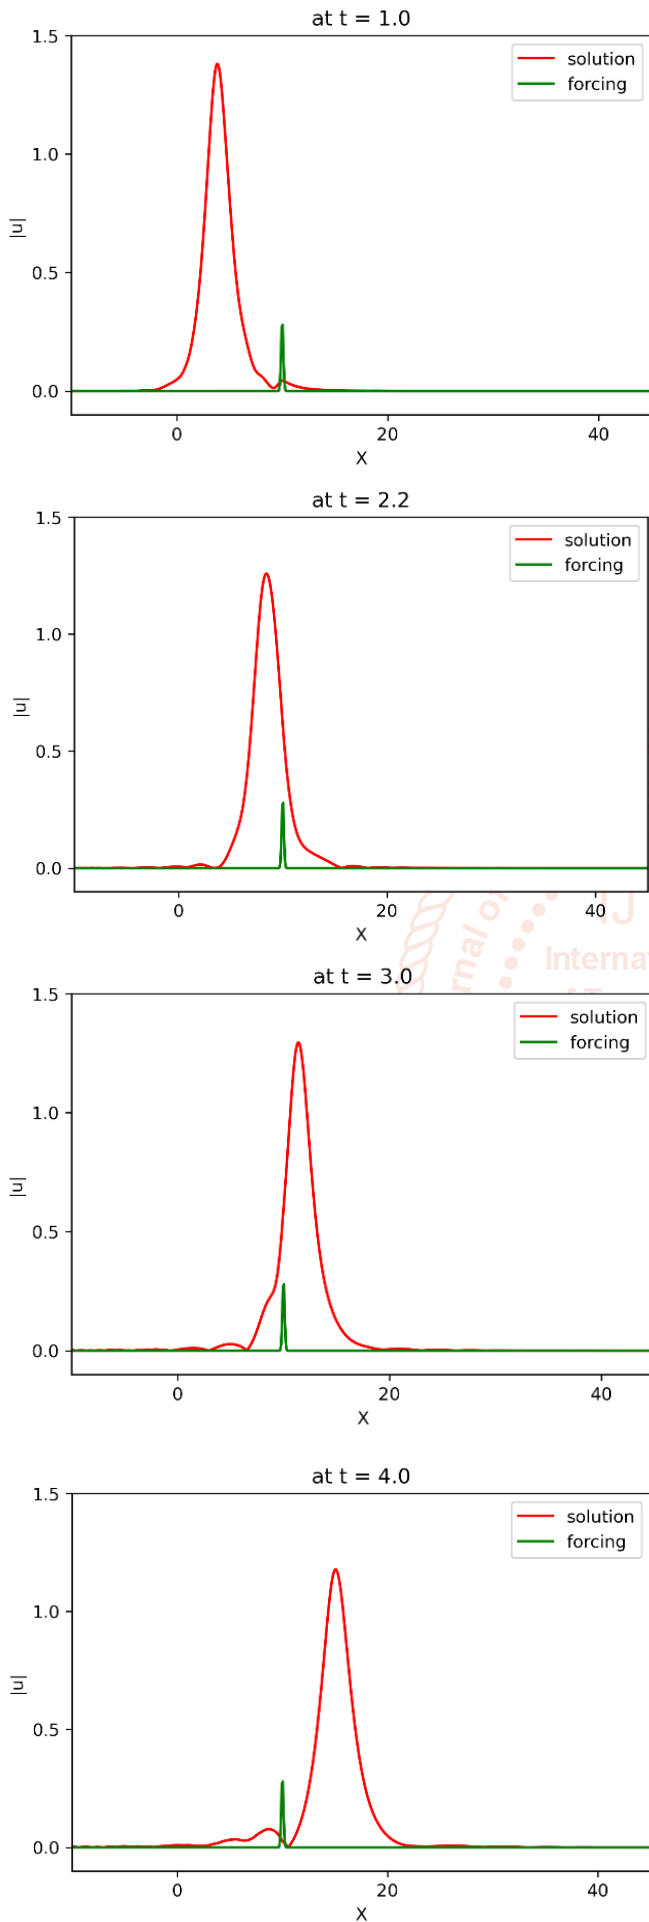 at t = 1.0
1.5
solution
forcing
1.0
|u|
0.5
0.0
0 20 40
X
at t = 2.2
1.5
solution
forcing
1.0
|u|
0.5
0.0
0 20 40
X
IJ
rnal o
Interna
at t = 3.0
1.5
solution
forcing
1.0
|u|
0.5
0.0
0 20 40
X
at t = 4.0
1.5
solution
forcing
1.0
|u|
0.5
0.0
0 20 40
X